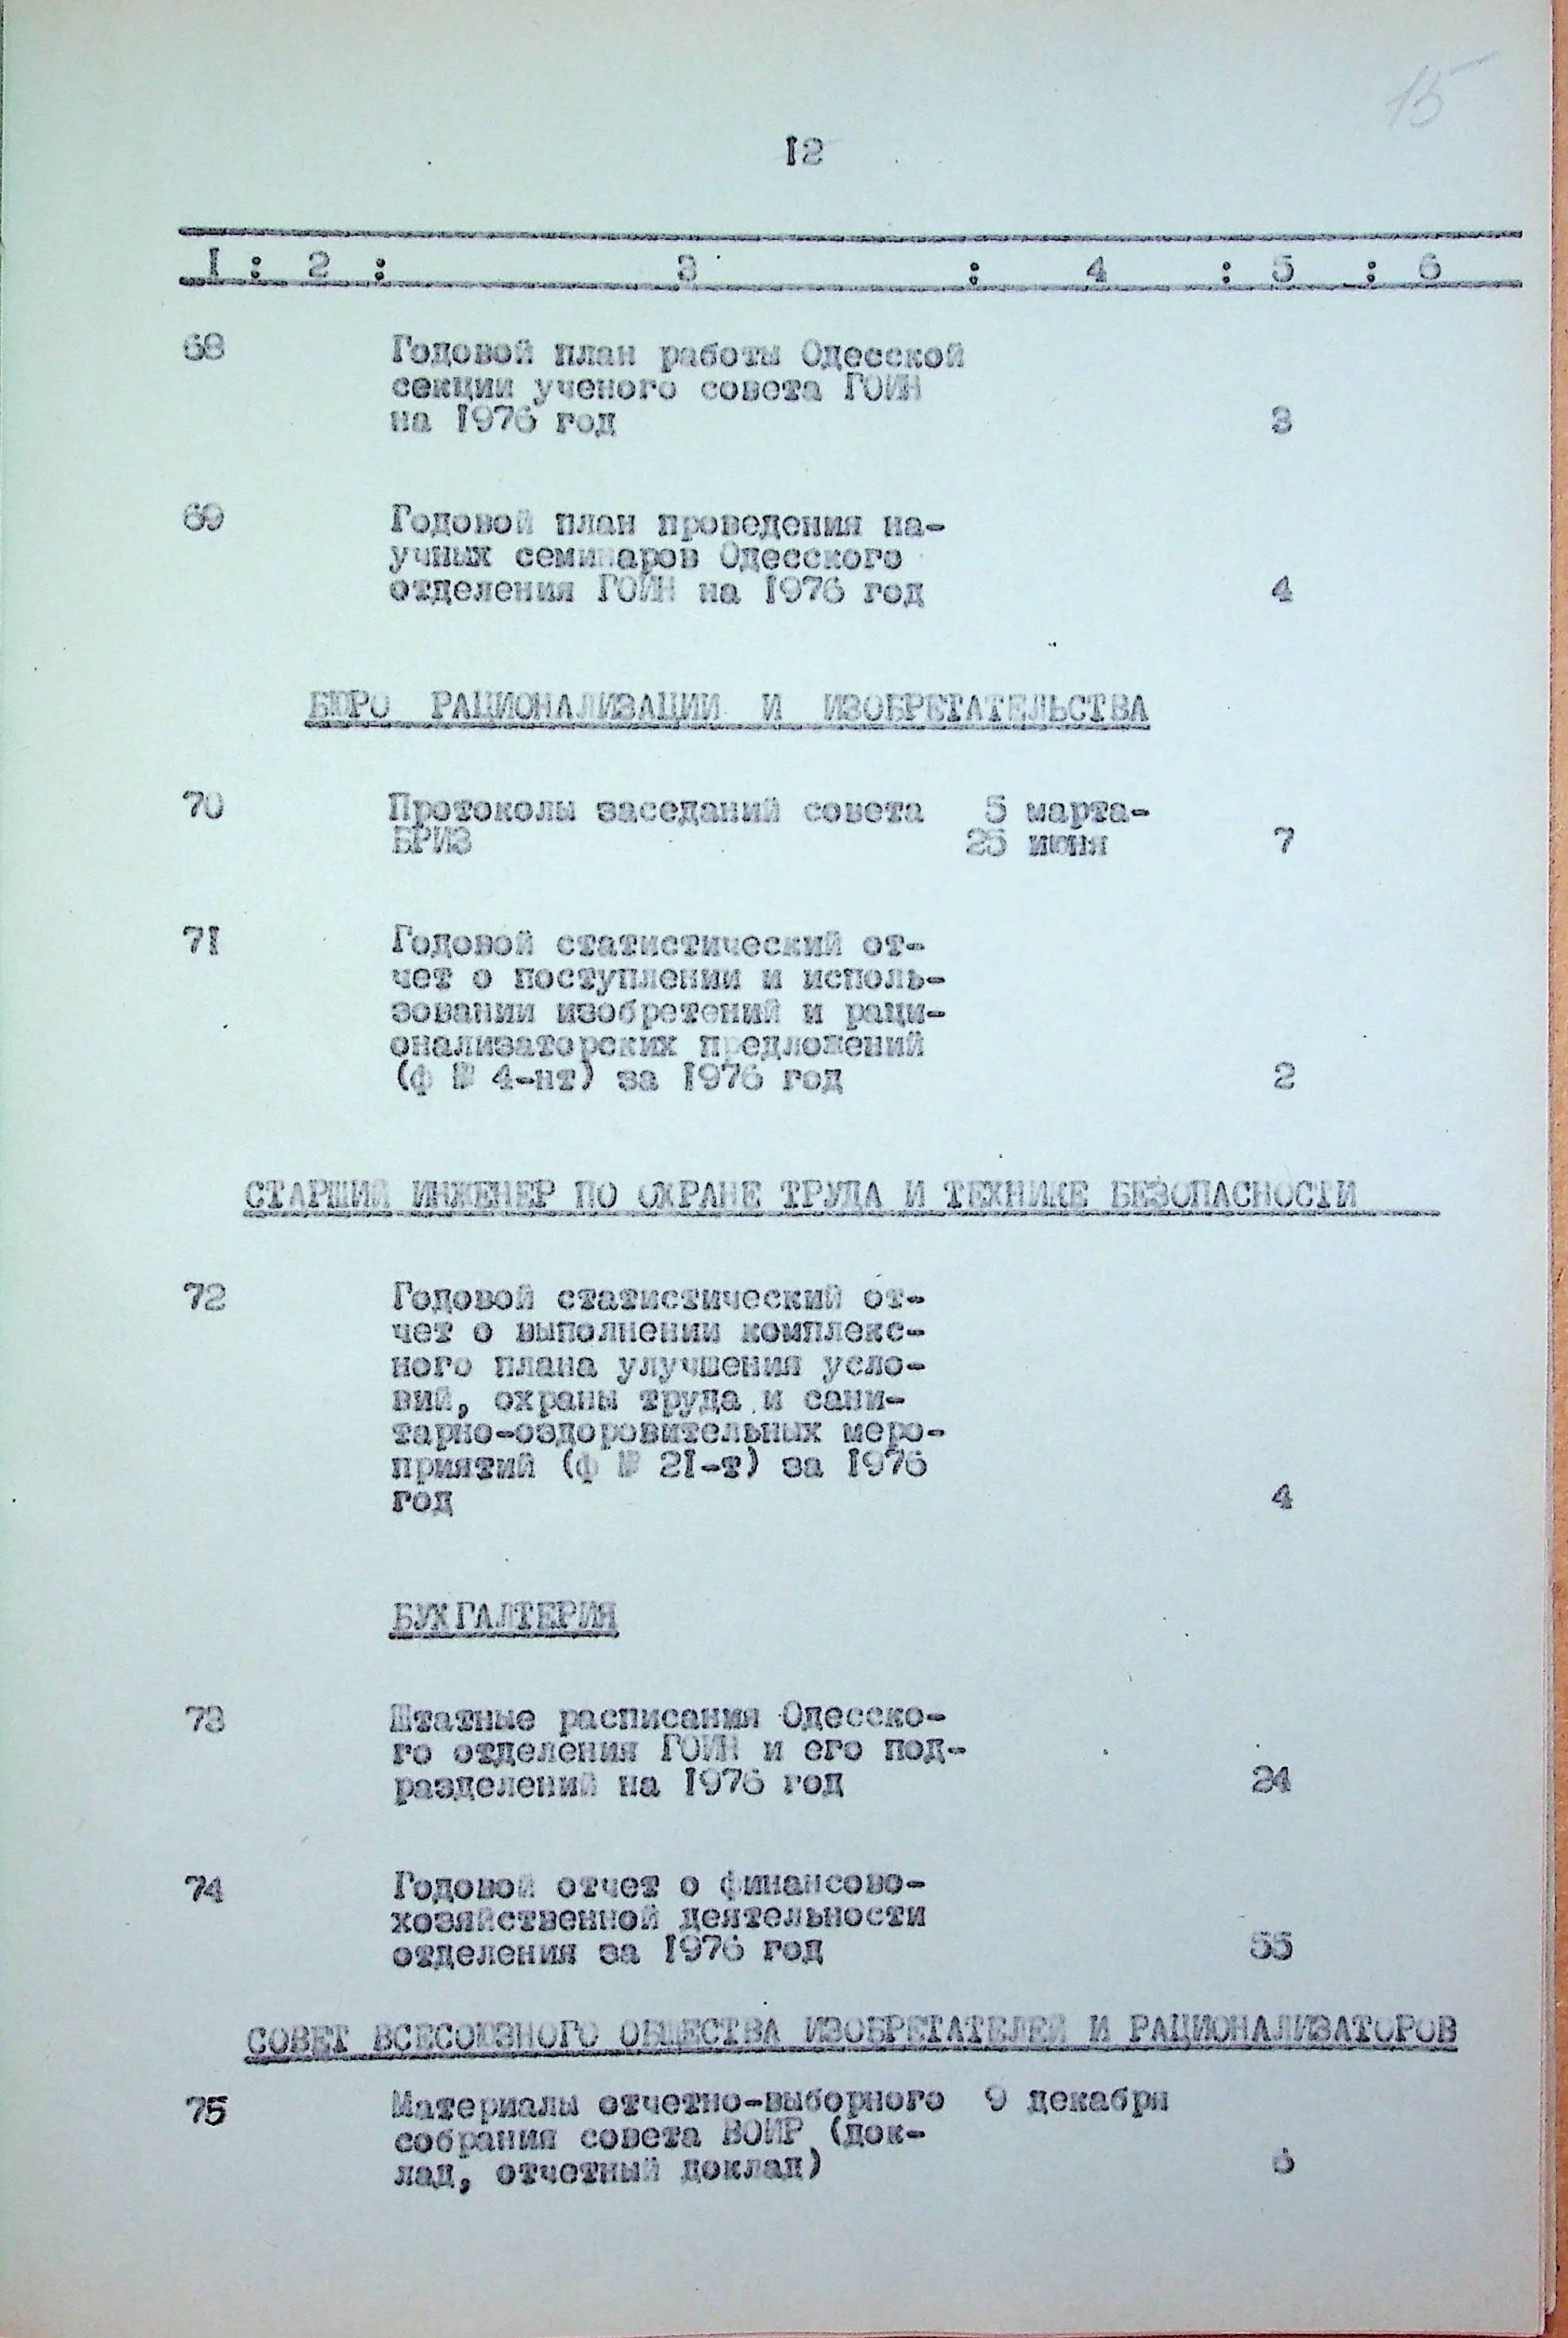 15
12
1 : 2 : 3 : 4 : 5 : 6
68 Годовой план работы Одесской
секции ученого совета ГОИН
на 1976 год 3
69 Годовой план проведения на-
учных семинаров Одесского
отделения ГОИН на 1976 год 4
БЮРО РАЦИОНАЛИЗАЦИИ И ИЗОБРЕТАТЕЛЬСТВА
70 Протоколы заседаний совета 5 марта-
БРИЗ 25 июня 7
71 Годовой статистический от-
чет о поступлении и исполь-
зовании изобретений и раци-
онализаторских предложений
(ф № 4-нт) за 1976 год 2
СТАРШИЙ ИНЖЕНЕР ПО ОХРАНЕ ТРУДА И ТЕХНИКЕ БЕЗОПАСНОСТИ
72 Годовой статистический от-
чет о выполнении комплекс-
ного плана улучшения усло-
вий, охраны труда и сани-
тарно-оздоровительных меро-
приятий (ф № 21-т) за 1976
год 4
БУХГАЛТЕРИЯ
73 Штатные расписания Одесско-
го отделения ГОИН и его под-
разделений на 1976 год 24
74 Годовой отчет о финансово-
хозяйственной деятельности
отделения за 1976 год 55
СОВЕТ ВСЕСОЮЗНОГО ОБЩЕСТВА ИЗОБРЕТАТЕЛЕЙ И РАЦИОНАЛИЗАТОРОВ
75 Материалы отчетно-выборного 9 декабря
собрания совета ВОИР (док-
лад, отчетный доклад) 6